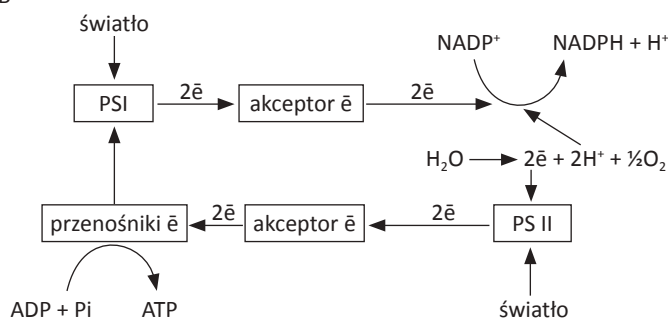 B
światło
NADP⁺ NADPH + H⁺
PSI 2ē akceptor ē 2ē
H₂O 2ē + 2H⁺ + ½O₂
przenośniki ē 2ē akceptor ē 2ē PS II
ADP + Pi ATP światło